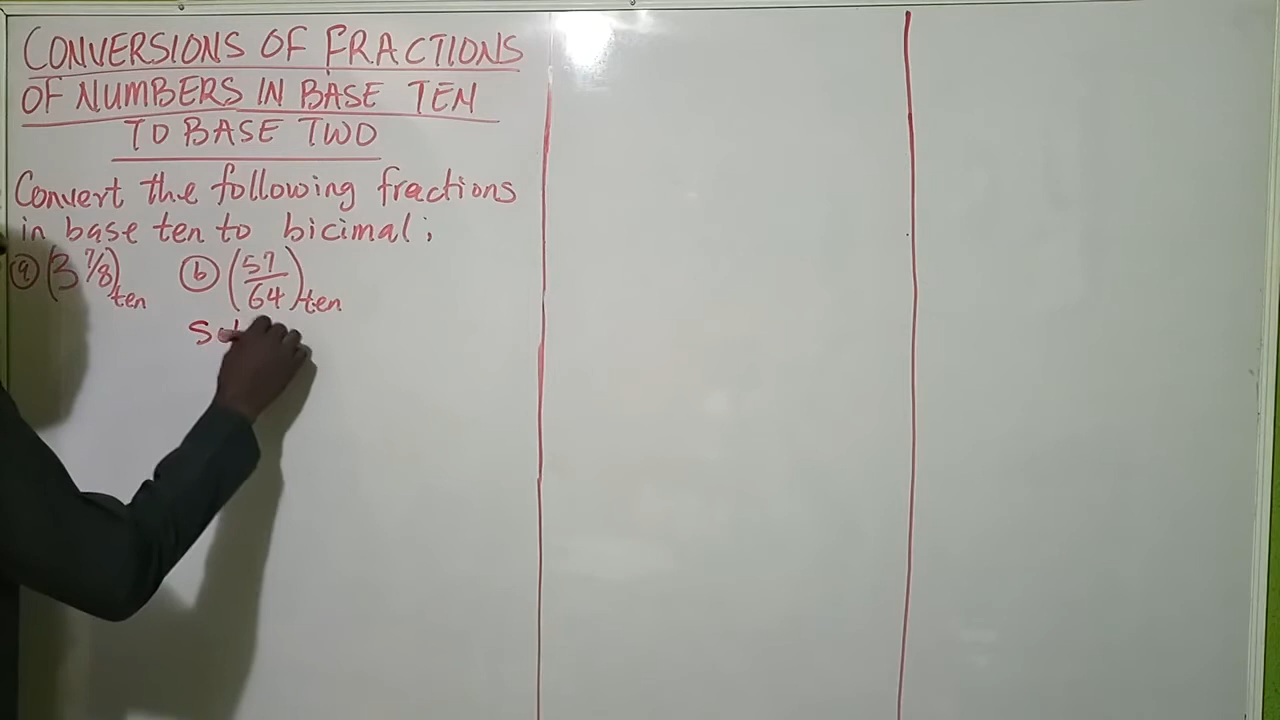 CONVERSIONS OF FRACTIONS
OF NUMBERS IN BASE TEN
TO BASE TWO
Convert the following fractions
in base ten to bicimal;
(a) (3 7/8)ten (b) (57/64)ten